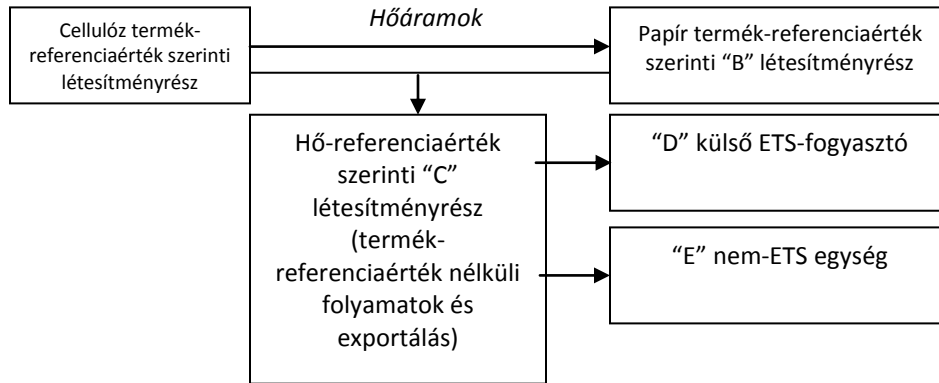 Hőáramok
Cellulóz termék-
referenciaérték szerinti
létesítményrész
Papír termék-referenciaérték
szerinti “B” létesítményrész
Hő-referenciaérték
szerinti “C”
létesítményrész
(termék-
referenciaérték nélküli
folyamatok és
exportálás)
“D” külső ETS-fogyasztó
“E” nem-ETS egység